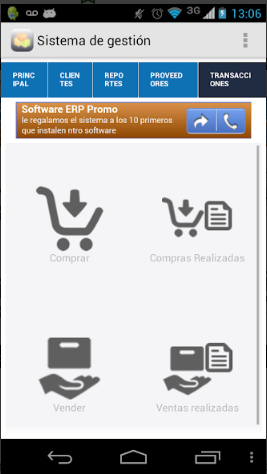 3G 13:06
Sistema de gestión
PRINC
IPAL
CLIEN
TES
REPO
RTES
PROVEED
ORES
TRANSACCI
ONES
Software ERP Promo
le regalamos el sistema a los 10 primeros
que instalen ntro software
Comprar
Compras Realizadas
Vender
Ventas realizadas